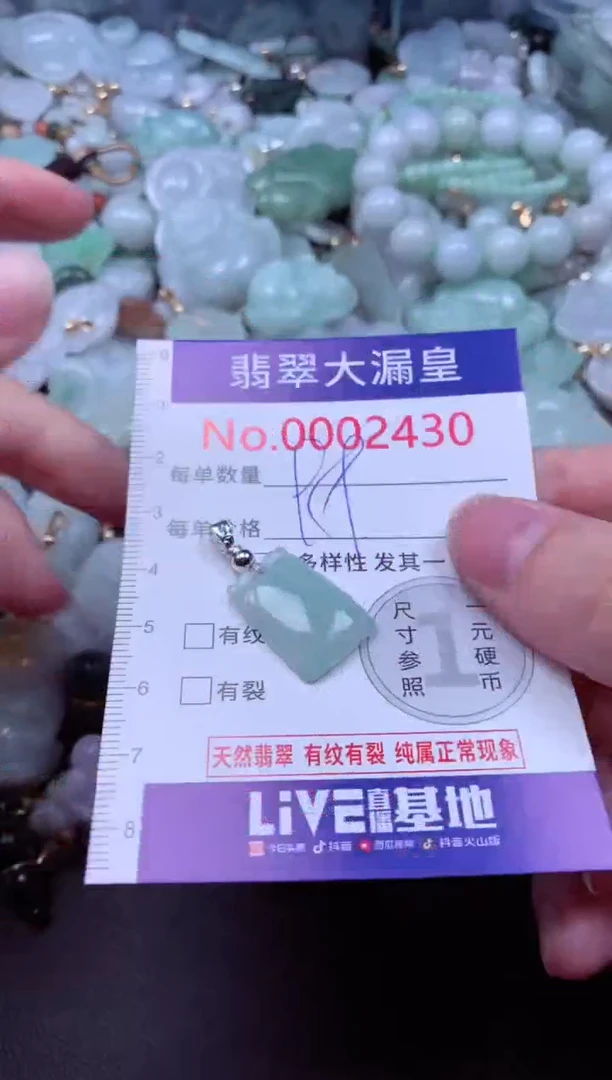 翡翠大漏皇
No.0002430
每单数量
每单价格
多样性 发其一
有纹
有裂
尺寸参照
一元硬币
1
天然翡翠 有纹有裂 纯属正常现象
LiVE直播基地
今日头条 抖音 西瓜视频 抖音火山版
0
1
2
3
4
5
6
7
8